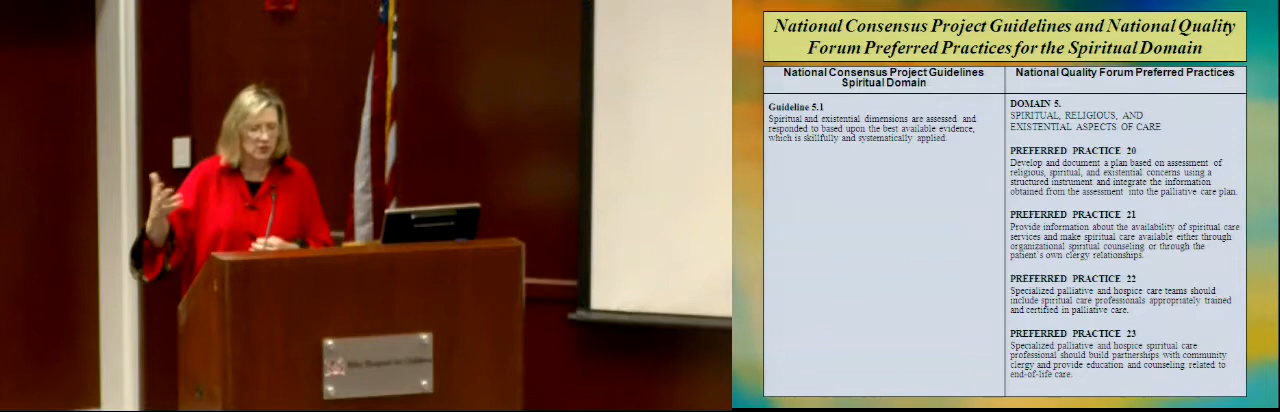 National Consensus Project Guidelines and National Quality
Forum Preferred Practices for the Spiritual Domain
National Consensus Project Guidelines
Spiritual Domain
National Quality Forum Preferred Practices
Guideline 5.1
Spiritual and existential dimensions are assessed and
responded to based upon the best available evidence,
which is skillfully and systematically applied.
DOMAIN 5.
SPIRITUAL, RELIGIOUS, AND
EXISTENTIAL ASPECTS OF CARE
PREFERRED PRACTICE 20
Develop and document a plan based on assessment of
religious, spiritual, and existential concerns using a
structured instrument and integrate the information
obtained from the assessment into the palliative care plan.
PREFERRED PRACTICE 21
Provide information about the availability of spiritual care
services and make spiritual care available either through
organizational spiritual counseling or through the
patient's own clergy relationships.
PREFERRED PRACTICE 22
Specialized palliative and hospice care teams should
include spiritual care professionals appropriately trained
and certified in palliative care.
PREFERRED PRACTICE 23
Specialized palliative and hospice spiritual care
professional should build partnerships with community
clergy and provide education and counseling related to
end-of-life care.
Hospital for Children